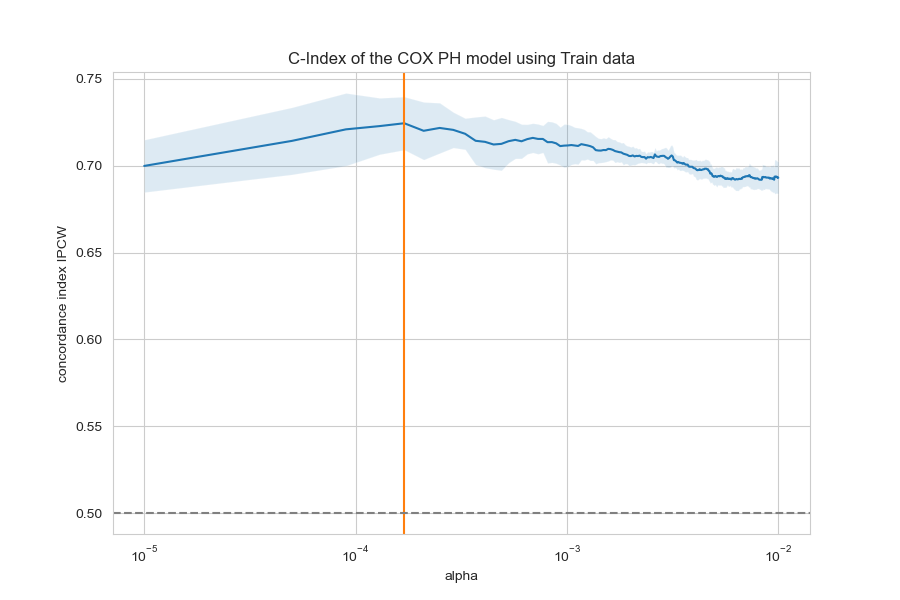 C-Index of the COX PH model using Train data
concordance index IPCW
0.75
0.70
0.65
0.60
0.55
0.50
10⁻⁵ 10⁻⁴ 10⁻³ 10⁻²
alpha